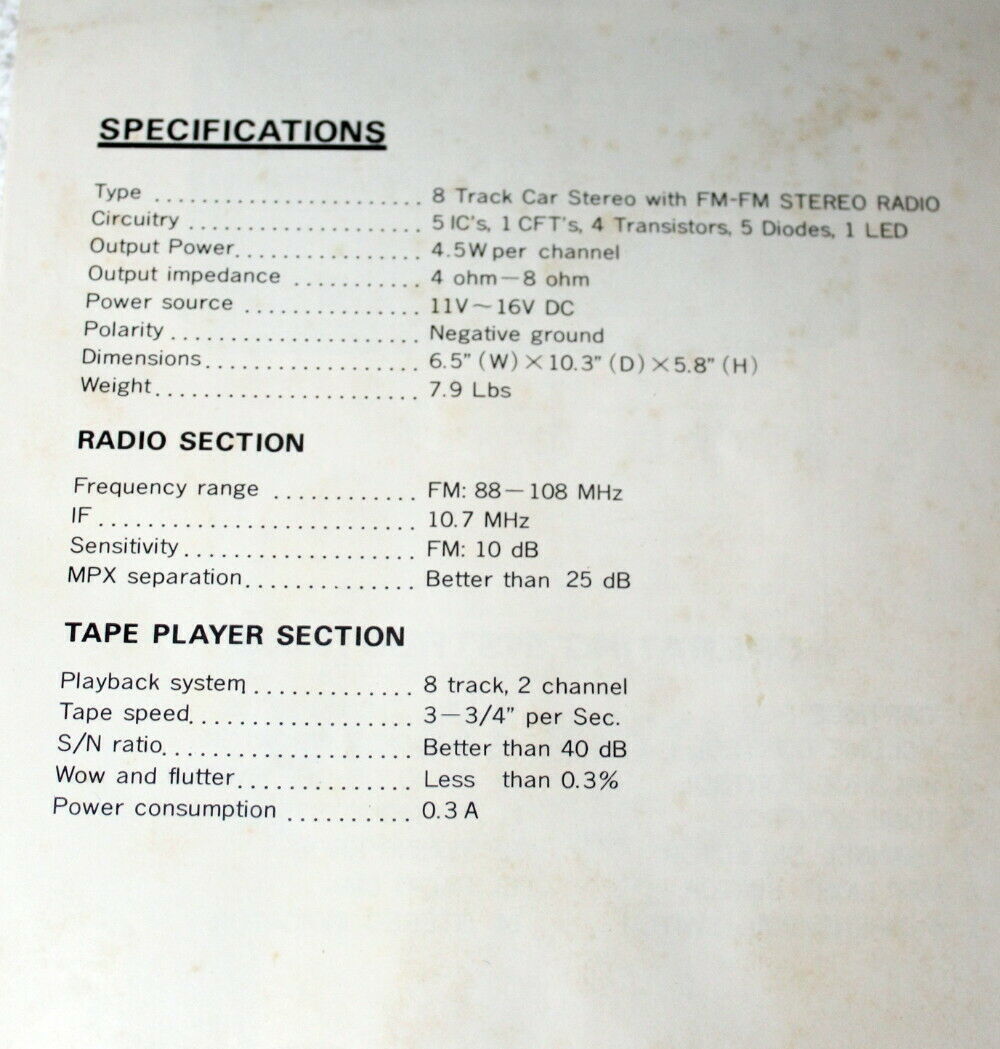 SPECIFICATIONS
Type ...................... 8 Track Car Stereo with FM-FM STEREO RADIO
Circuitry ................... 5 IC's, 1 CFT's, 4 Transistors, 5 Diodes, 1 LED
Output Power................ 4.5W per channel
Output impedance ........... 4 ohm—8 ohm
Power source ............... 11V~16V DC
Polarity ..................... Negative ground
Dimensions.................. 6.5" (W)×10.3" (D)×5.8" (H)
Weight...................... 7.9 Lbs
RADIO SECTION
Frequency range ............ FM: 88—108 MHz
IF........................... 10.7 MHz
Sensitivity.................... FM: 10 dB
MPX separation.............. Better than 25 dB
TAPE PLAYER SECTION
Playback system .............. 8 track, 2 channel
Tape speed................... 3—3/4" per Sec.
S/N ratio..................... Better than 40 dB
Wow and flutter............... Less than 0.3%
Power consumption ........... 0.3 A